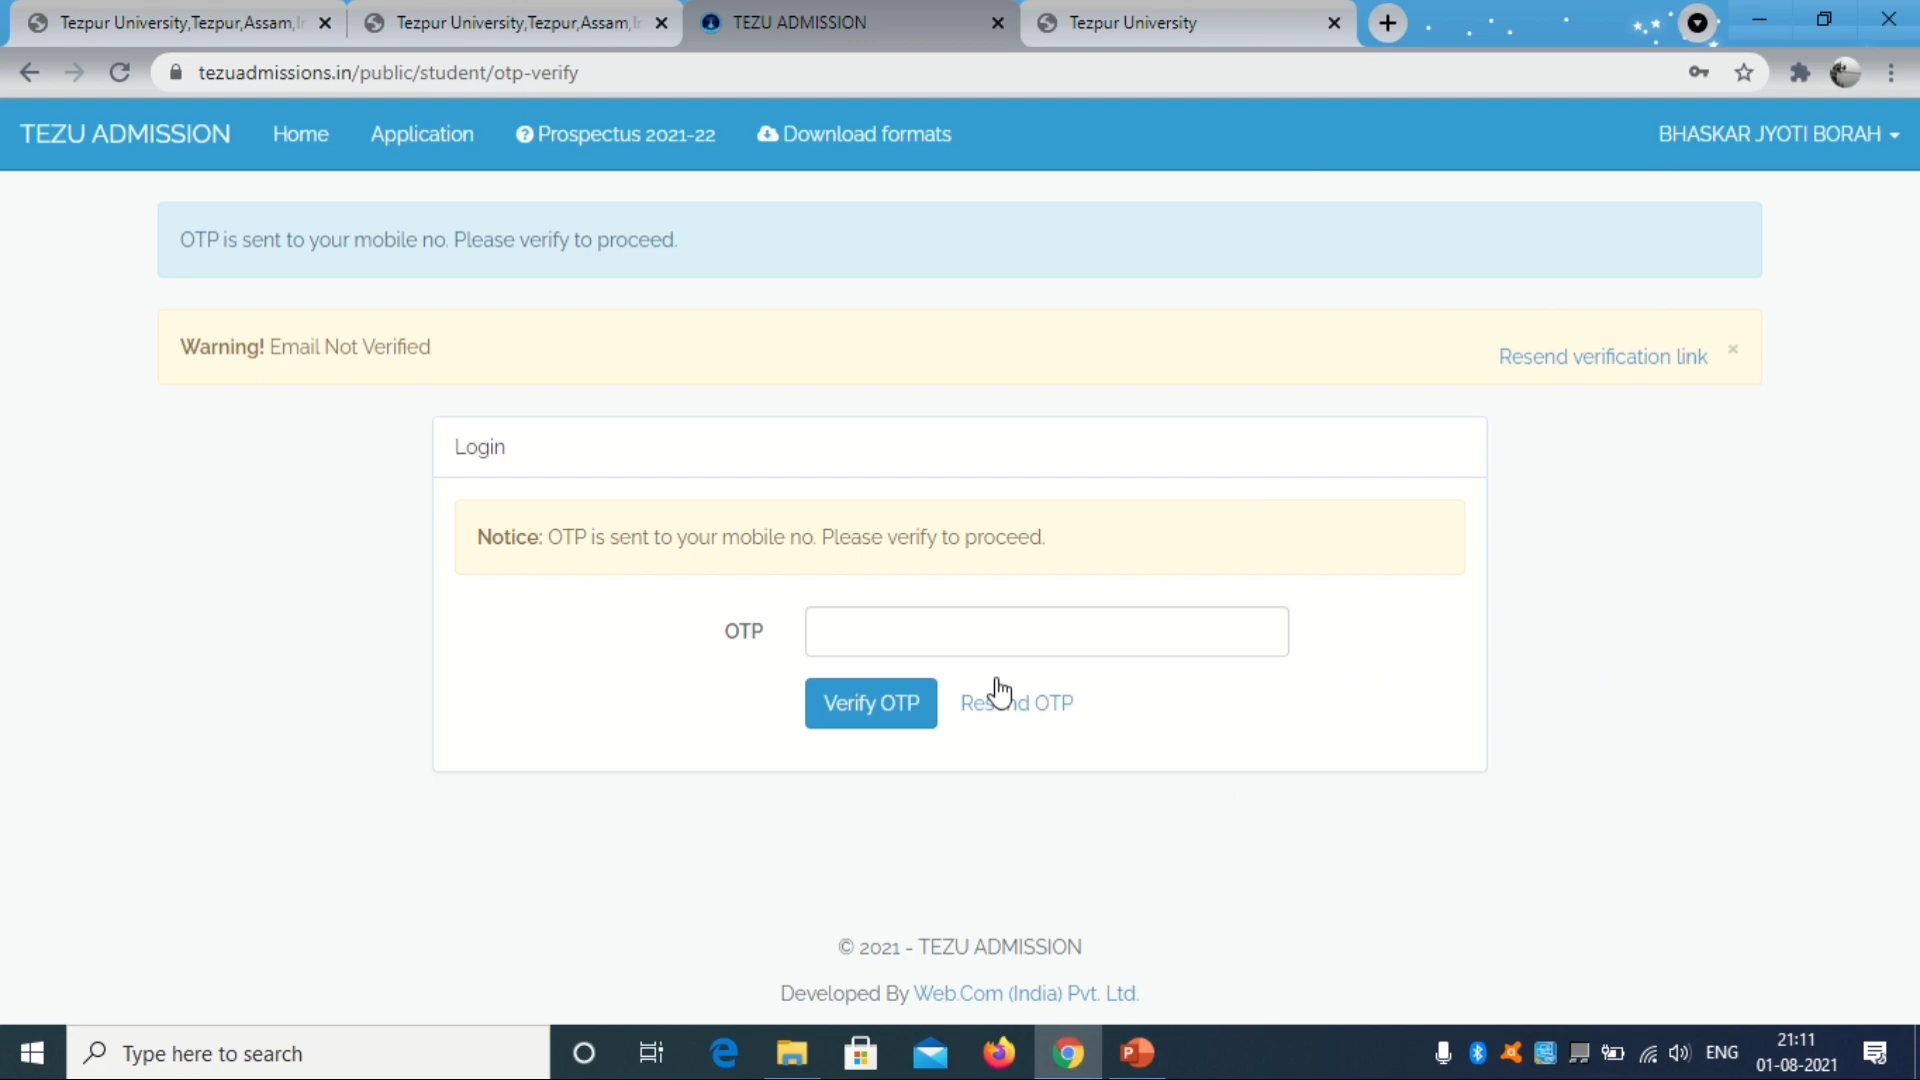 Tezpur University,Tezpur,Assam,
Tezpur University,Tezpur,Assam,
TEZU ADMISSION
Tezpur University
tezuadmissions.in/public/student/otp-verify
TEZU ADMISSION
Home
Application
Prospectus 2021-22
Download formats
BHASKAR JYOTI BORAH
OTP is sent to your mobile no. Please verify to proceed.
Warning! Email Not Verified
Resend verification link
Login
Notice: OTP is sent to your mobile no. Please verify to proceed.
OTP
Verify OTP
Resend OTP
© 2021 - TEZU ADMISSION
Developed By Web.Com (India) Pvt. Ltd.
Type here to search
ENG
21:11
01-08-2021